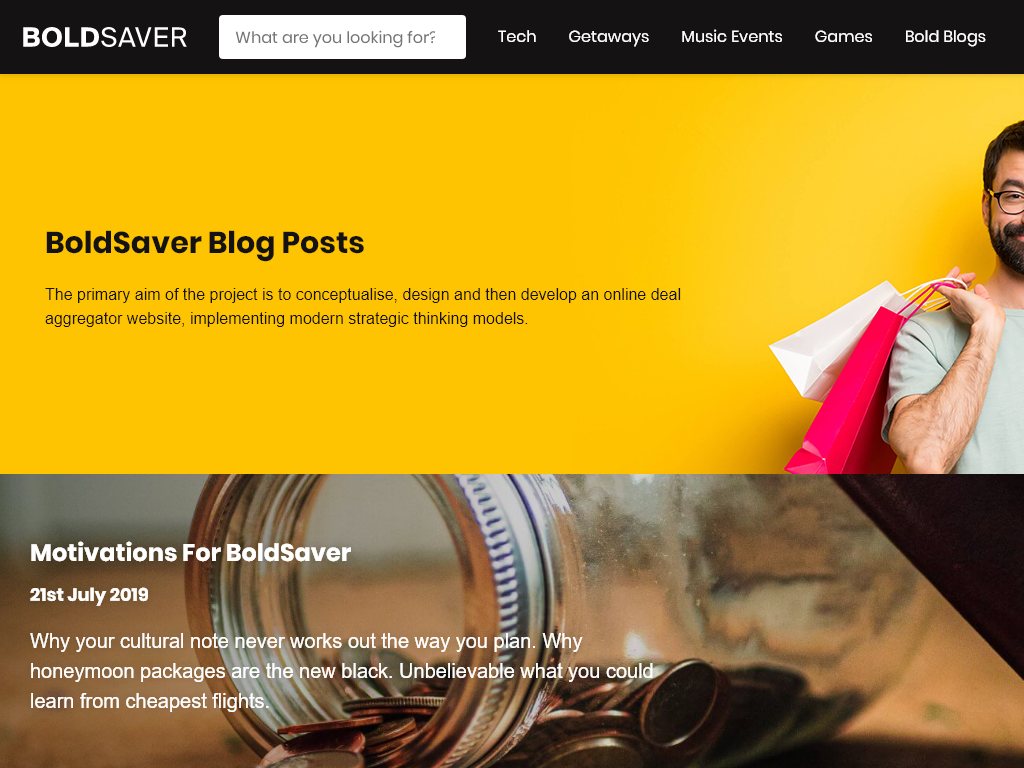 BOLDSAVER
What are you looking for?
Tech
Getaways
Music Events
Games
Bold Blogs
BoldSaver Blog Posts
The primary aim of the project is to conceptualise, design and then develop an online deal
aggregator website, implementing modern strategic thinking models.
Motivations For BoldSaver
21st July 2019
Why your cultural note never works out the way you plan. Why
honeymoon packages are the new black. Unbelievable what you could
learn from cheapest flights.